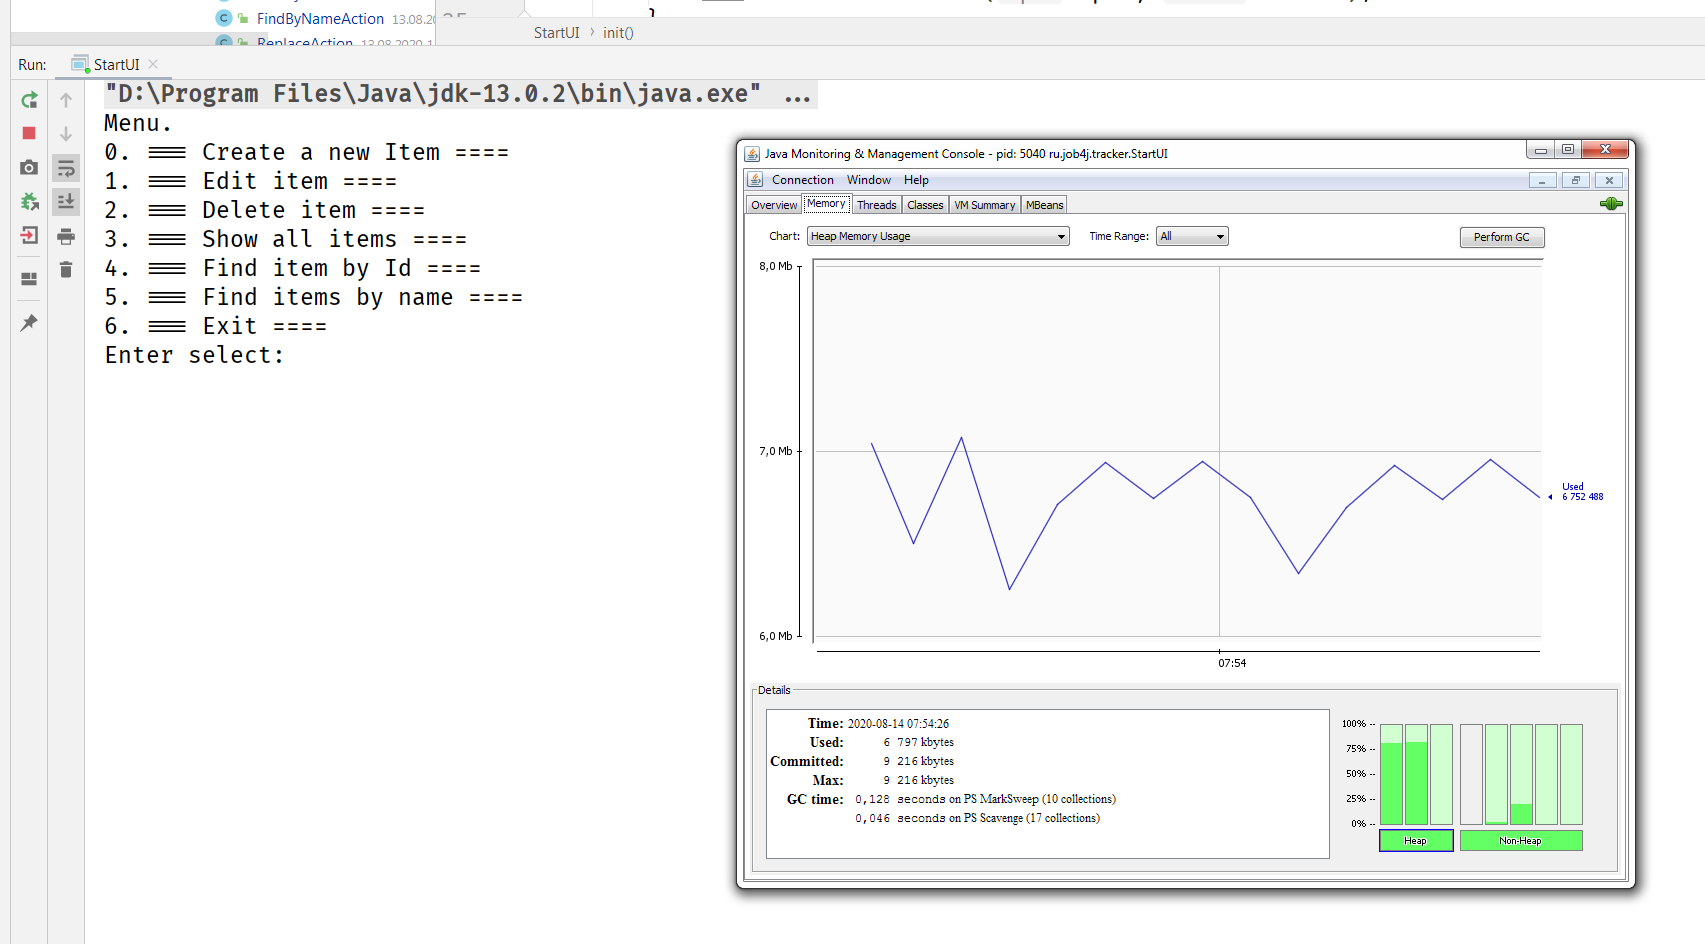 FindByNameAction 13.08.20
ReplaceAction 13.08.2020 1
StartUI › init()
Run: StartUI
"D:\Program Files\Java\jdk-13.0.2\bin\java.exe" ...
Menu.
0. === Create a new Item ====
1. === Edit item ====
2. === Delete item ====
3. === Show all items ====
4. === Find item by Id ====
5. === Find items by name ====
6. === Exit ====
Enter select:
Java Monitoring & Management Console - pid: 5040 ru.job4j.tracker.StartUI
Connection Window Help
Overview Memory Threads Classes VM Summary MBeans
Chart: Heap Memory Usage Time Range: All Perform GC
8,0 Mb
7,0 Mb
Used
6 752 488
6,0 Mb
07:54
Details
Time: 2020-08-14 07:54:26
Used: 6 797 kbytes
Committed: 9 216 kbytes
Max: 9 216 kbytes
GC time: 0,128 seconds on PS MarkSweep (10 collections)
0,046 seconds on PS Scavenge (17 collections)
100% --
75% --
50% --
25% --
0% --
Heap Non-Heap